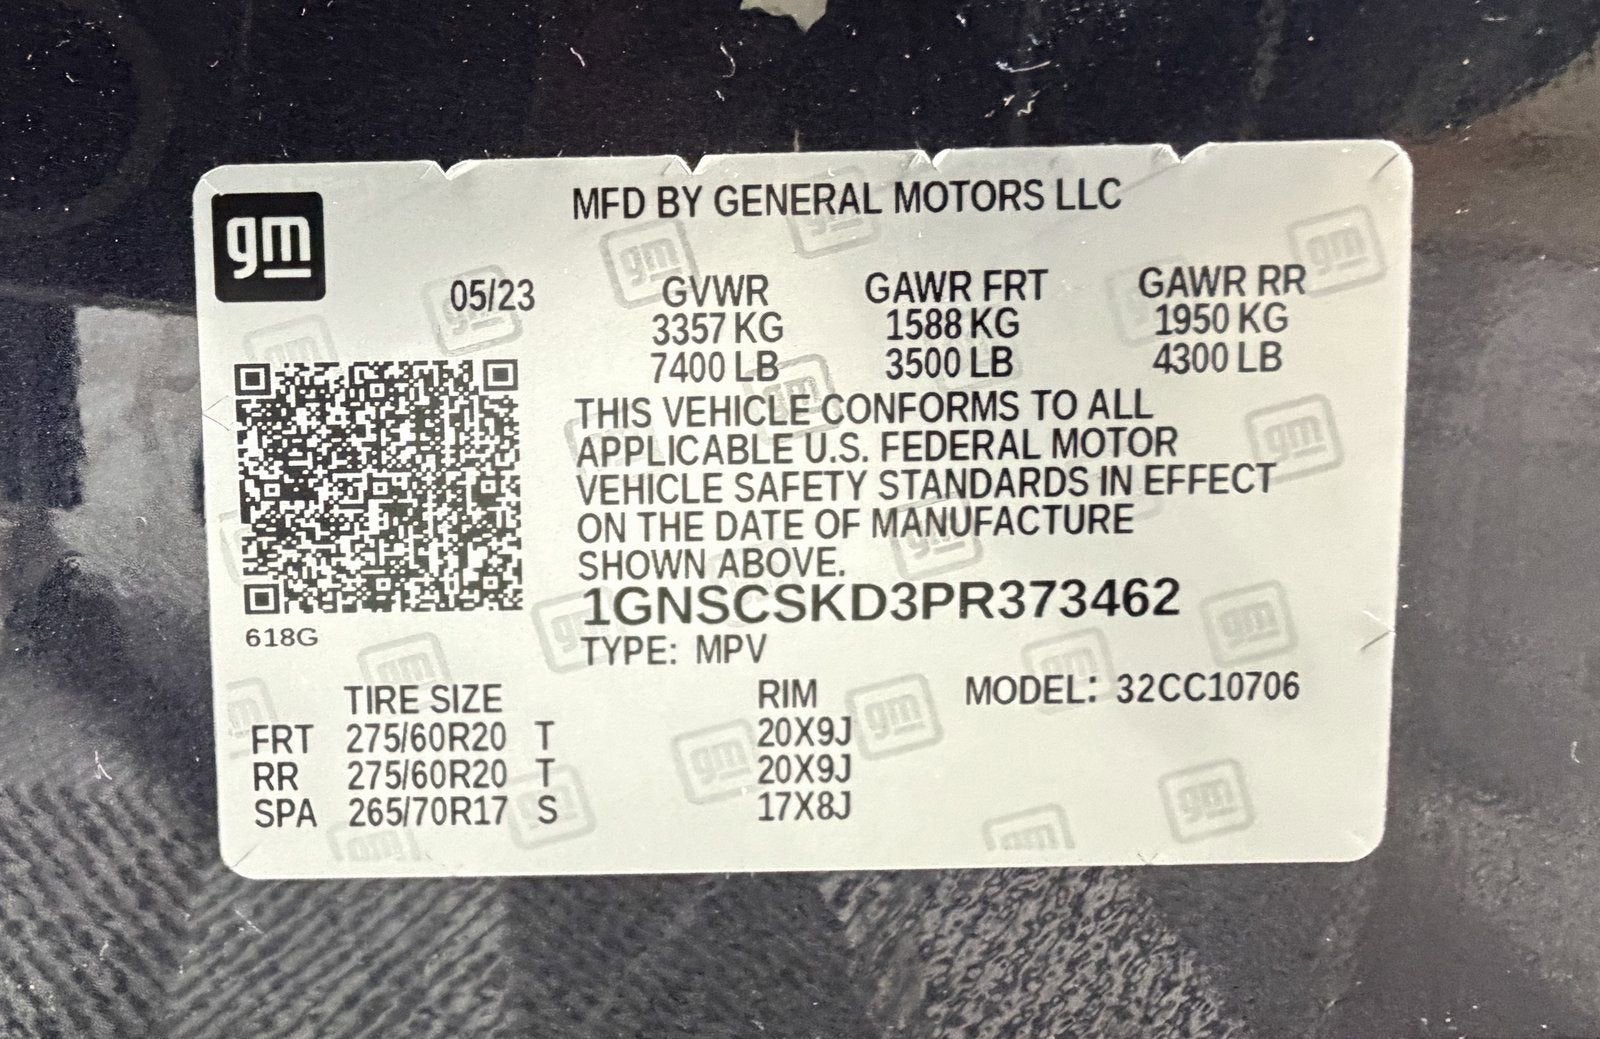 gm
MFD BY GENERAL MOTORS LLC
05/23 GVWR GAWR FRT GAWR RR
3357 KG 1588 KG 1950 KG
7400 LB 3500 LB 4300 LB
THIS VEHICLE CONFORMS TO ALL
APPLICABLE U.S. FEDERAL MOTOR
VEHICLE SAFETY STANDARDS IN EFFECT
ON THE DATE OF MANUFACTURE
SHOWN ABOVE.
1GNSCSKD3PR373462
618G
TYPE: MPV
TIRE SIZE RIM MODEL: 32CC10706
FRT 275/60R20 T 20X9J
RR 275/60R20 T 20X9J
SPA 265/70R17 S 17X8J